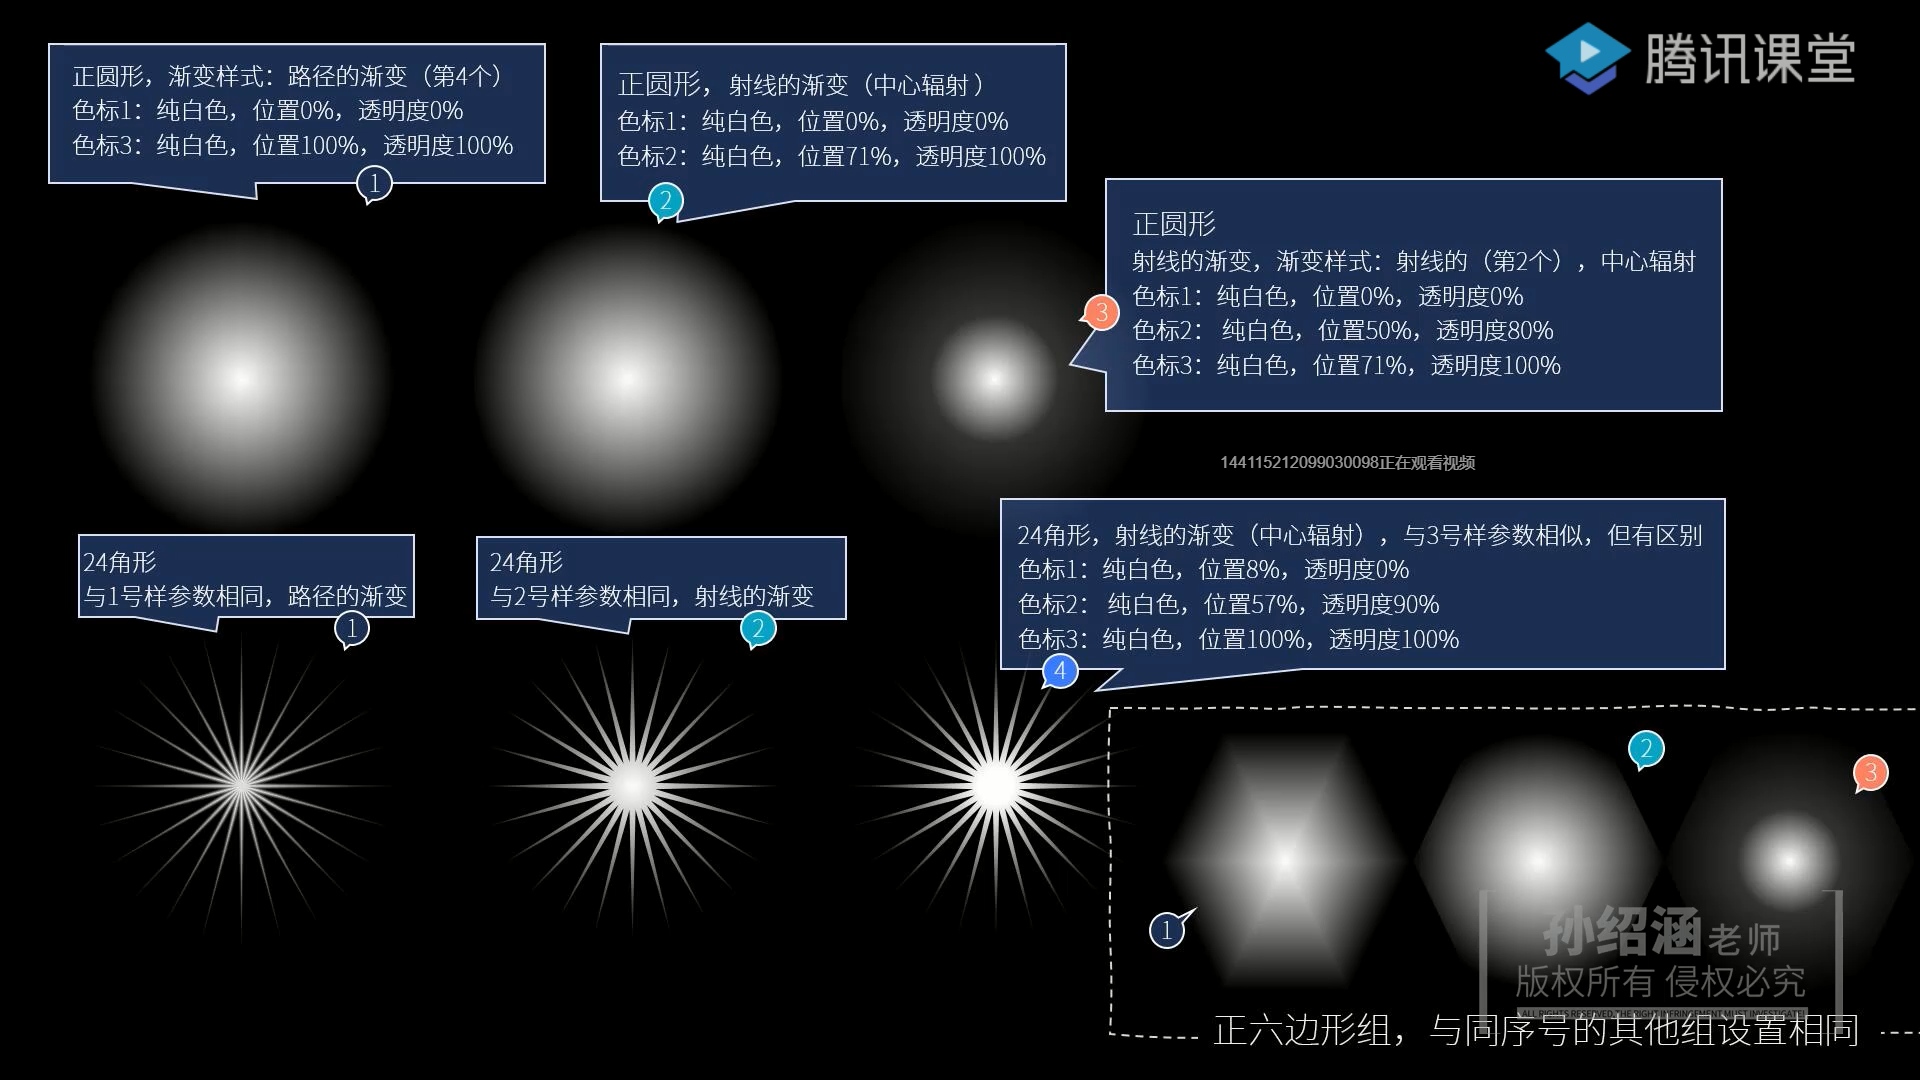 腾讯课堂
正圆形，渐变样式：路径的渐变（第4个）
色标1：纯白色，位置0%，透明度0%
色标3：纯白色，位置100%，透明度100%
1
正圆形，射线的渐变（中心辐射 ）
色标1：纯白色，位置0%，透明度0%
色标2：纯白色，位置71%，透明度100%
2
正圆形
射线的渐变，渐变样式：射线的（第2个），中心辐射
色标1：纯白色，位置0%，透明度0%
色标2： 纯白色，位置50%，透明度80%
色标3：纯白色，位置71%，透明度100%
3
144115212099030098正在观看视频
24角形
与1号样参数相同，路径的渐变
1
24角形
与2号样参数相同，射线的渐变
2
24角形，射线的渐变（中心辐射），与3号样参数相似，但有区别
色标1：纯白色，位置8%，透明度0%
色标2： 纯白色，位置57%，透明度90%
色标3：纯白色，位置100%，透明度100%
4
2
3
1
孙绍涵老师
版权所有 侵权必究
ALL RIGHTS RESERVED, THE RIGHT INFRINGEMENT MUST INVESTIGATE
正六边形组，与同序号的其他组设置相同